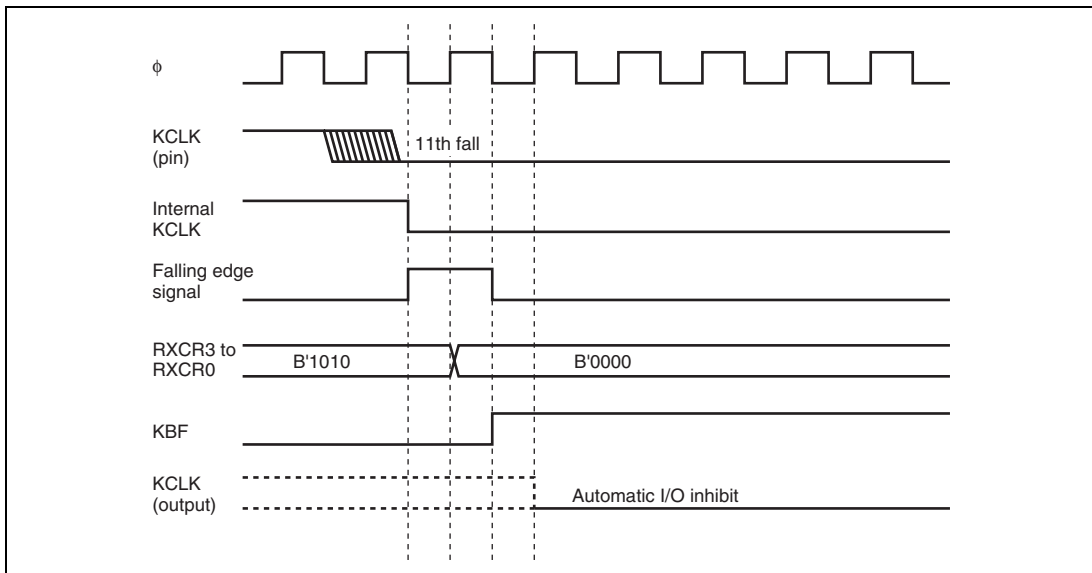 φ
KCLK
(pin)
11th fall
Internal
KCLK
Falling edge
signal
RXCR3 to
RXCR0
B'1010
B'0000
KBF
KCLK
(output)
Automatic I/O inhibit